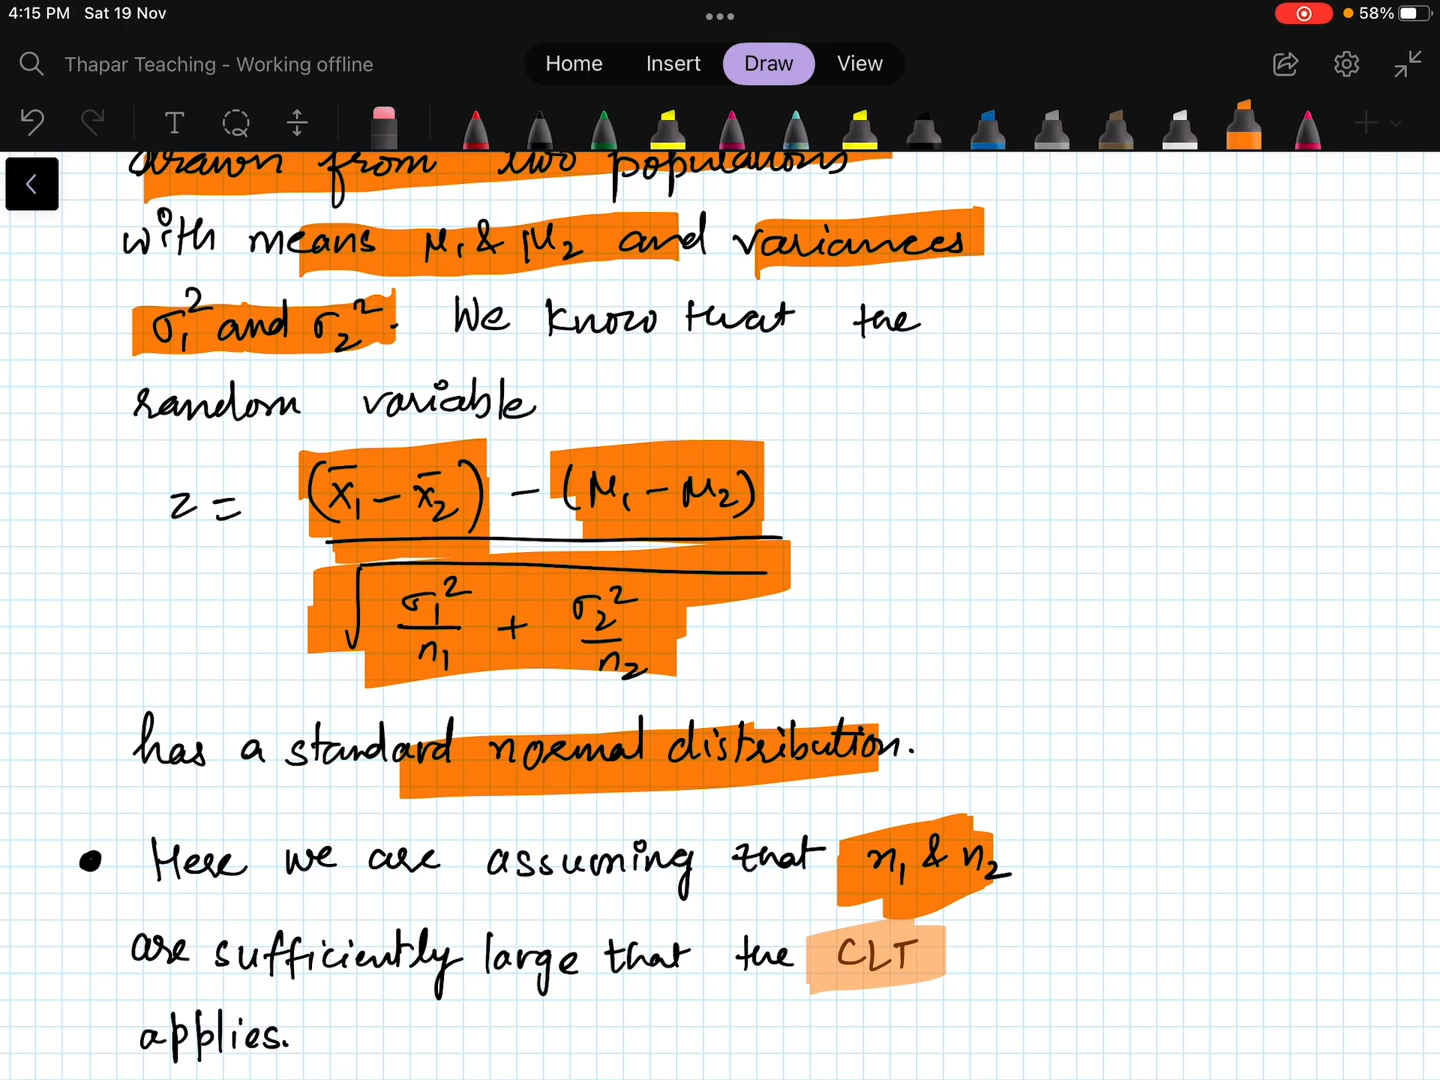 4:15 PM Sat 19 Nov
58%
Thapar Teaching - Working offline
Home Insert Draw View
T
drawn from two populations
with means μ₁ & μ₂ and variances
σ₁² and σ₂². We know that the
random variable
z = (x̄₁ - x̄₂) - (μ₁ - μ₂)
√ σ₁²/n₁ + σ₂²/n₂
has a standard normal distribution.
• Here we are assuming that n₁ & n₂
are sufficiently large that the CLT
applies.